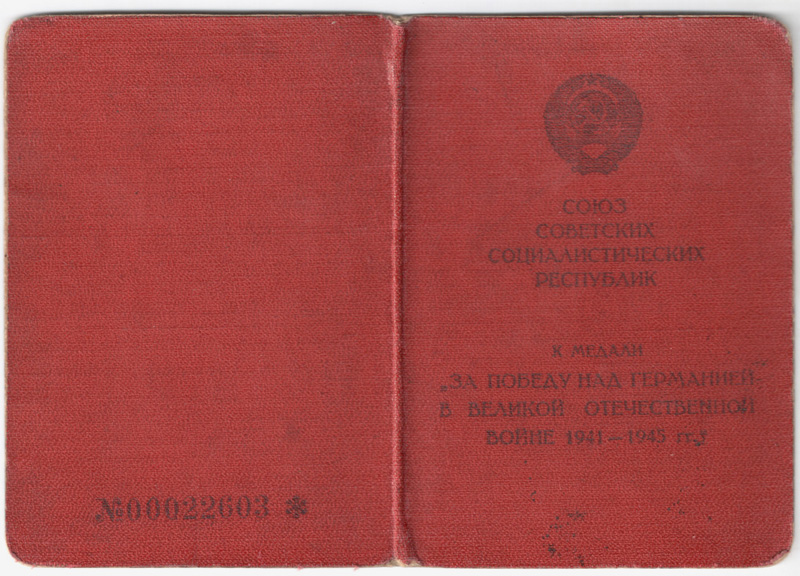 №00022603 *
СОЮЗ
СОВЕТСКИХ
СОЦИАЛИСТИЧЕСКИХ
РЕСПУБЛИК
К МЕДАЛИ
„ЗА ПОБЕДУ НАД ГЕРМАНИЕЙ
В ВЕЛИКОЙ ОТЕЧЕСТВЕННОЙ
ВОЙНЕ 1941—1945 гг.“